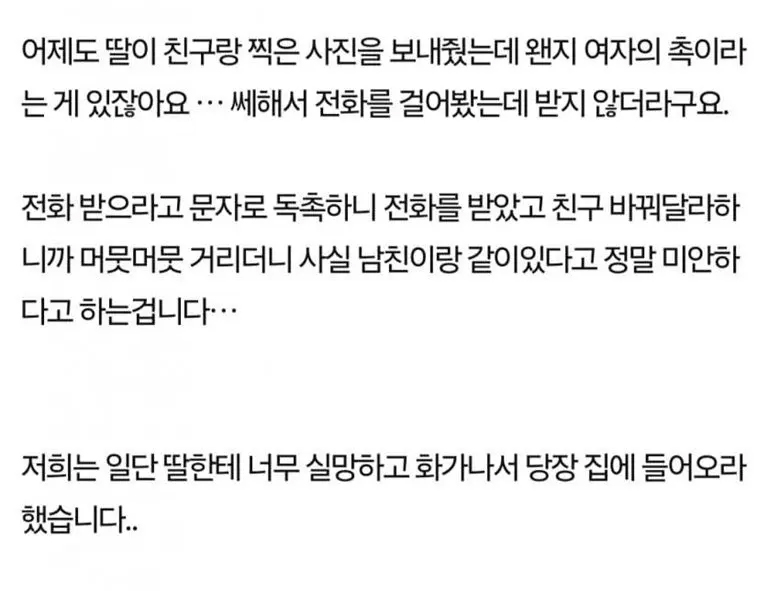 어제도 딸이 친구랑 찍은 사진을 보내줬는데 왠지 여자의 촉이라
는 게 있잖아요 … 쎄해서 전화를 걸어봤는데 받지 않더라구요.
전화 받으라고 문자로 독촉하니 전화를 받았고 친구 바꿔달라하
니까 머뭇머뭇 거리더니 사실 남친이랑 같이있다고 정말 미안하
다고 하는겁니다…
저희는 일단 딸한테 너무 실망하고 화가나서 당장 집에 들어오라
했습니다..